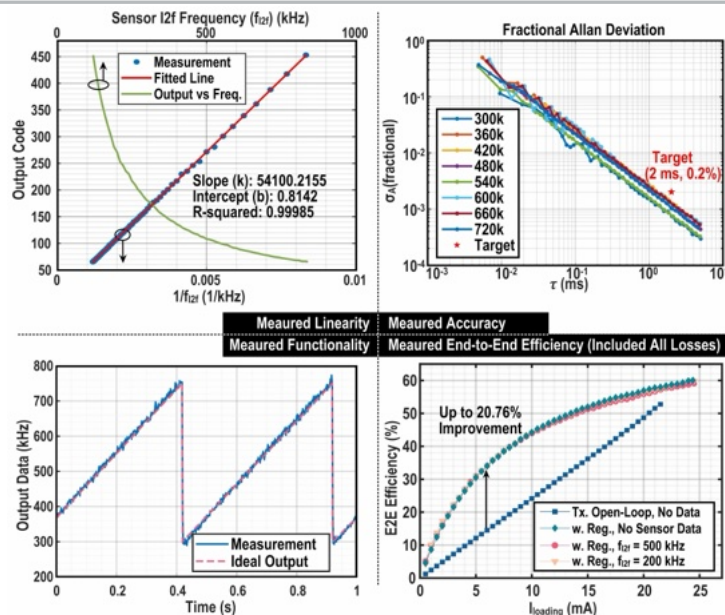 Sensor I2f Frequency (fI2f) (kHz)
0
500
1000
450
400
350
300
250
200
150
100
50
Output Code
Measurement
Fitted Line
Output vs Freq.
Slope (k): 54100.2155
Intercept (b): 0.8142
R-squared: 0.99985
0
0.005
0.01
1/fI2f (1/kHz)
Fractional Allan Deviation
10^0
10^-1
10^-2
10^-3
10^-4
σA(fractional)
300k
360k
420k
480k
540k
600k
660k
720k
Target
Target
(2 ms, 0.2%)
10^-3
10^-2
10^-1
10^0
10^1
τ (ms)
Meaured Linearity
Meaured Accuracy
Meaured Functionality
Meaured End-to-End Efficiency (Included All Losses)
800
700
600
500
400
300
200
Output Data (kHz)
Measurement
Ideal Output
0
0.2
0.4
0.6
0.8
1
Time (s)
60
50
40
30
20
10
0
E2E Efficiency (%)
Up to 20.76%
Improvement
Tx. Open-Loop, No Data
w. Reg., No Sensor Data
w. Reg., fI2f = 500 kHz
w. Reg., fI2f = 200 kHz
0
5
10
15
20
25
Iloading (mA)